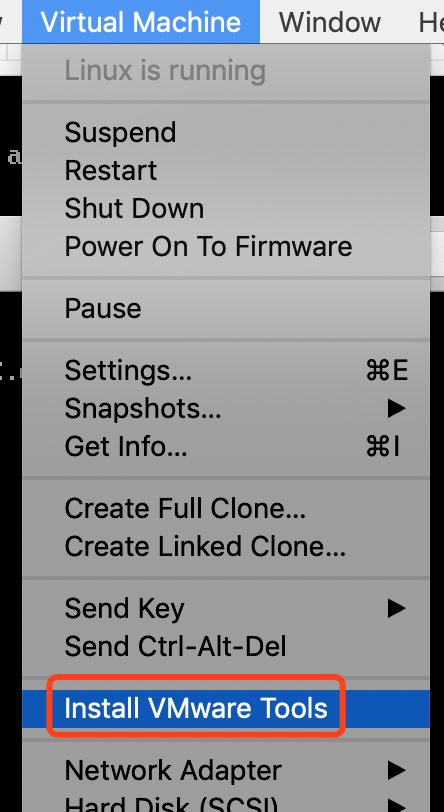 Virtual Machine Window
Linux is running
Suspend
Restart
Shut Down
Power On To Firmware
Pause
Settings... ⌘E
Snapshots... ▶
Get Info... ⌘I
Create Full Clone...
Create Linked Clone...
Send Key ▶
Send Ctrl-Alt-Del
Install VMware Tools
Network Adapter ▶
Hard Disk (SCSI) ▶